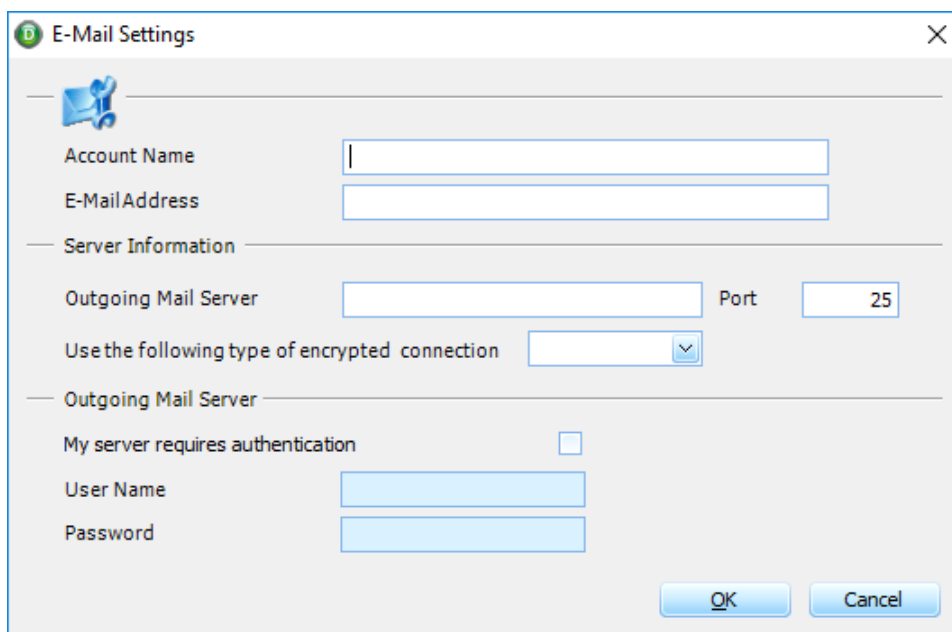 E-Mail Settings
Account Name
E-Mail Address
Server Information
Outgoing Mail Server Port 25
Use the following type of encrypted connection
Outgoing Mail Server
My server requires authentication
User Name
Password
OK Cancel